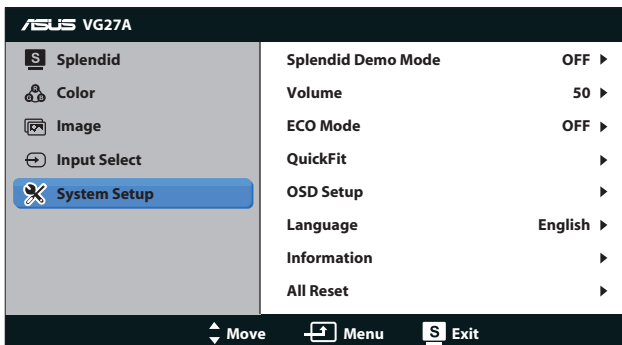 ASUS VG27A
S Splendid
Color
Image
Input Select
System Setup
Splendid Demo Mode OFF
Volume 50
ECO Mode OFF
QuickFit
OSD Setup
Language English
Information
All Reset
Move Menu S Exit